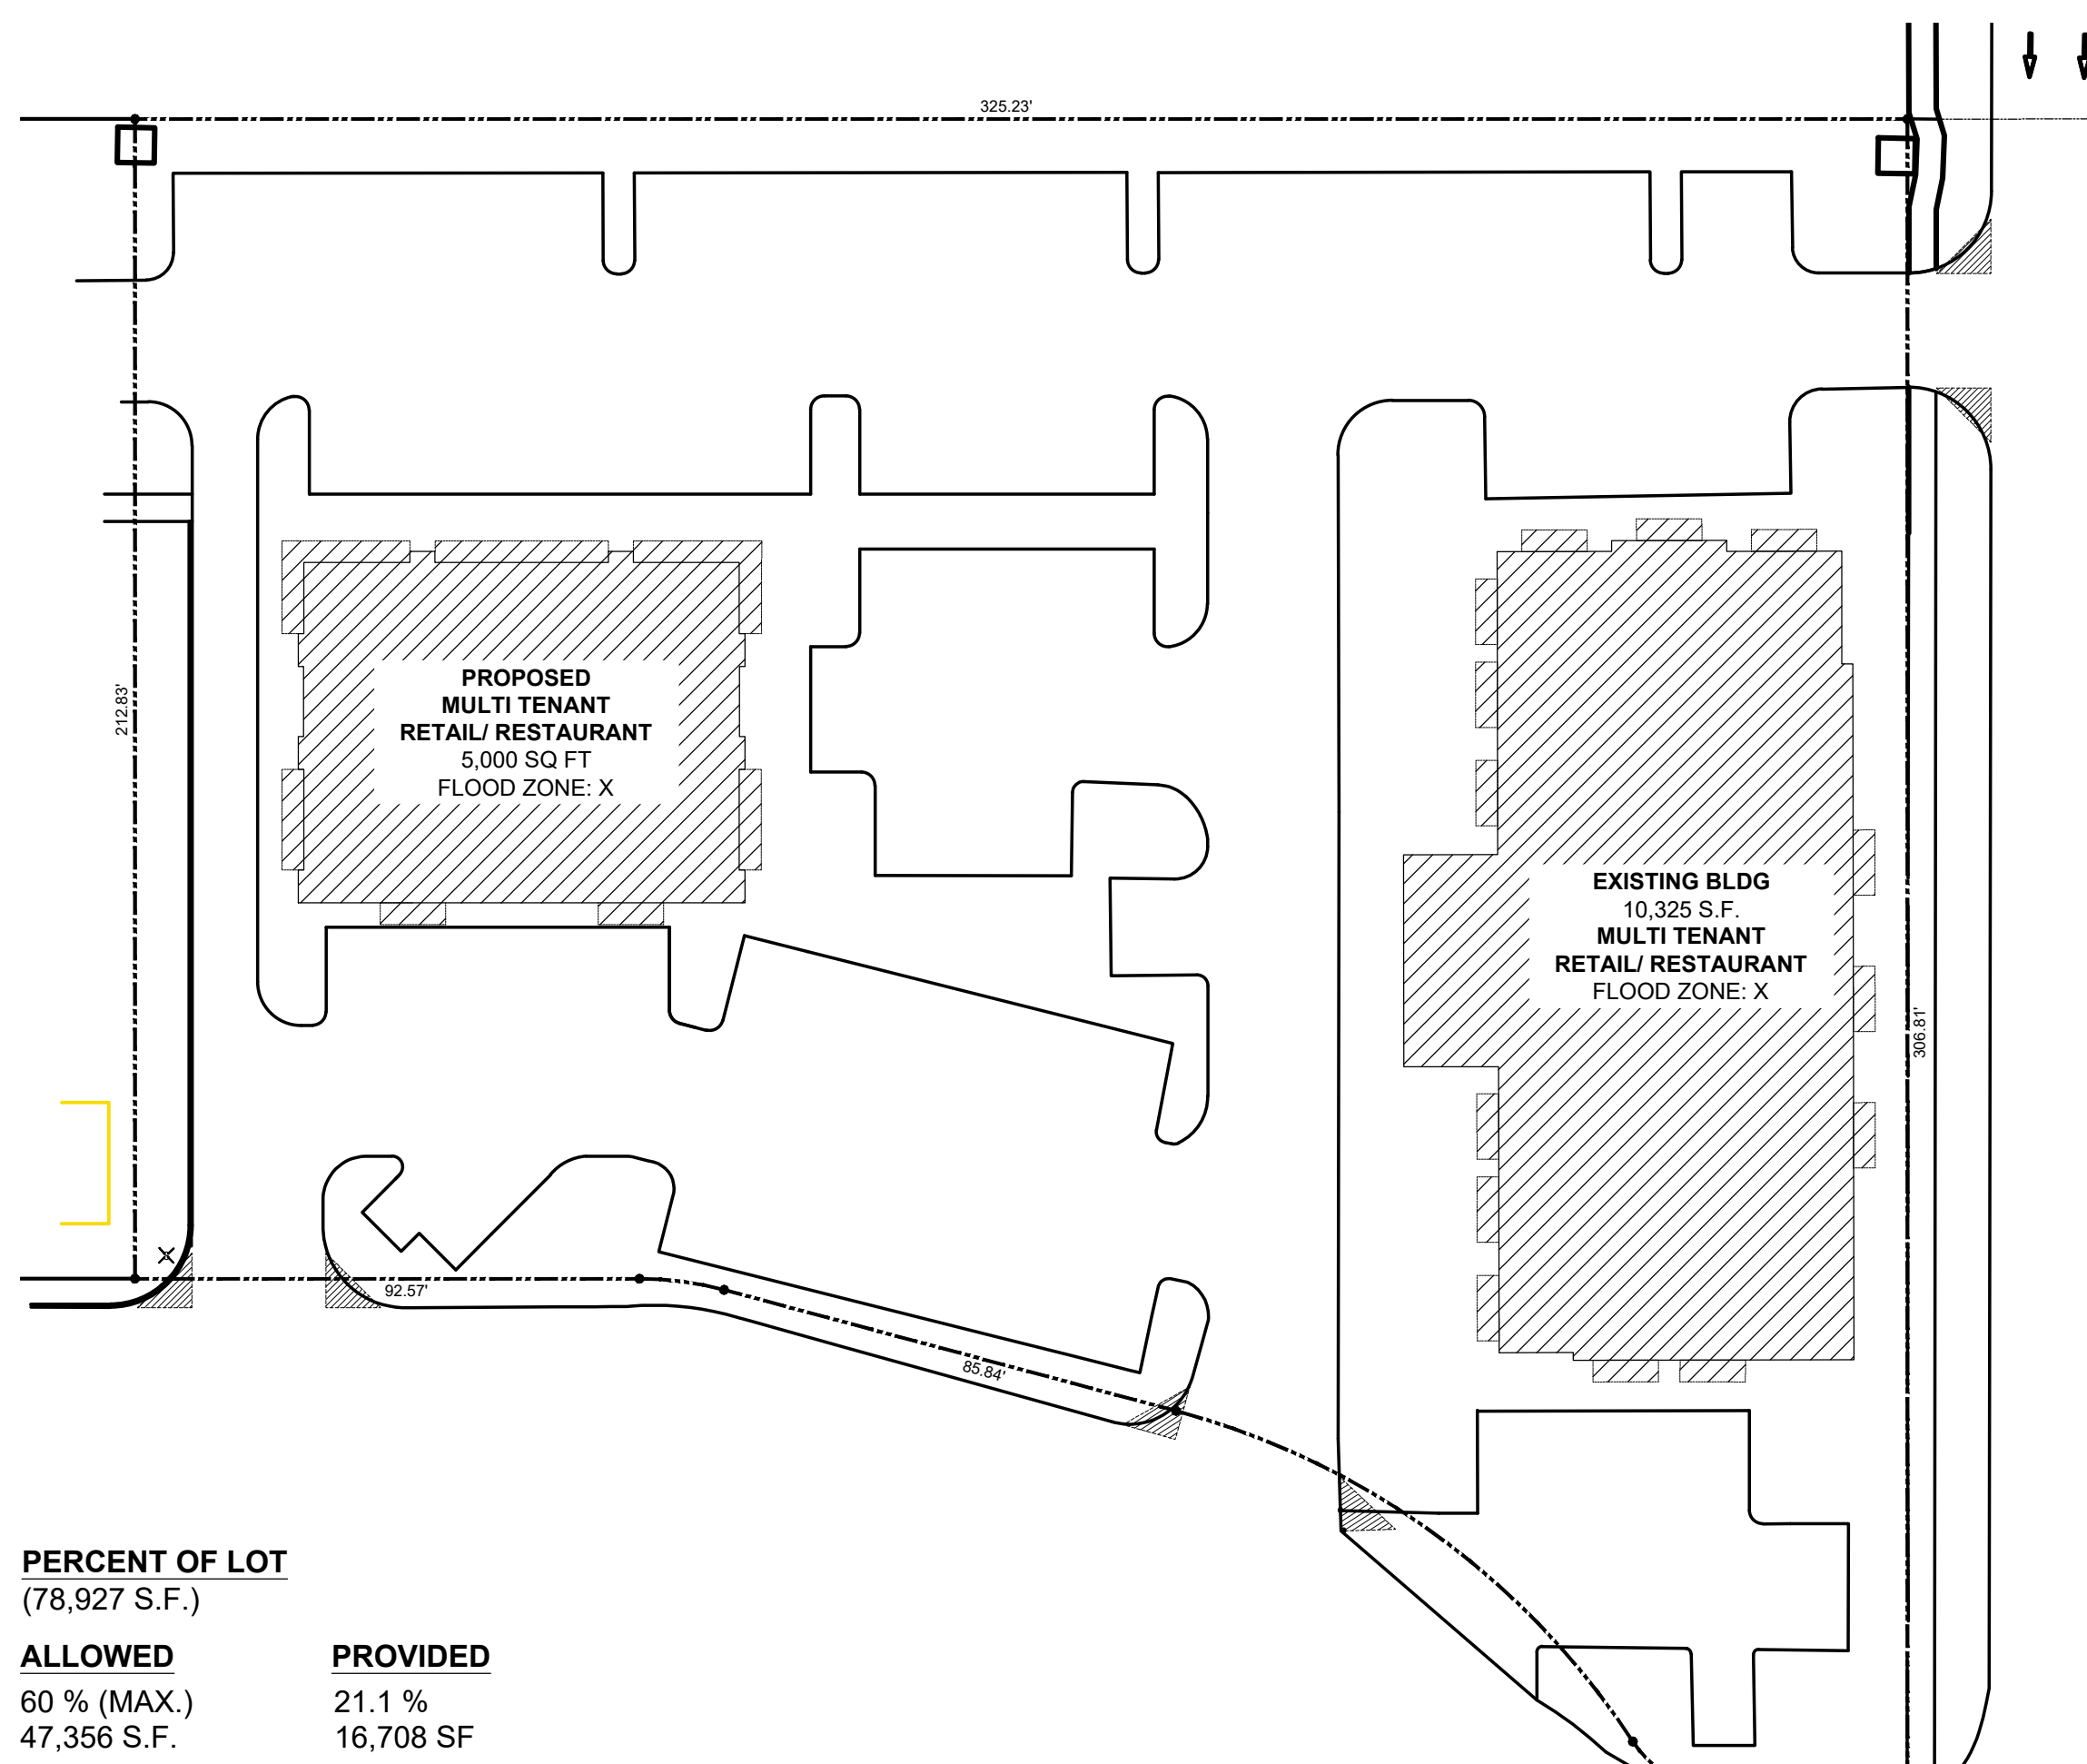 325.23'
212.83'
PROPOSED
MULTI TENANT
RETAIL/ RESTAURANT
5,000 SQ FT
FLOOD ZONE: X
EXISTING BLDG
10,325 S.F.
MULTI TENANT
RETAIL/ RESTAURANT
FLOOD ZONE: X
306.81'
92.57'
85.84'
PERCENT OF LOT
(78,927 S.F.)
ALLOWED PROVIDED
60 % (MAX.) 21.1 %
47,356 S.F. 16,708 SF